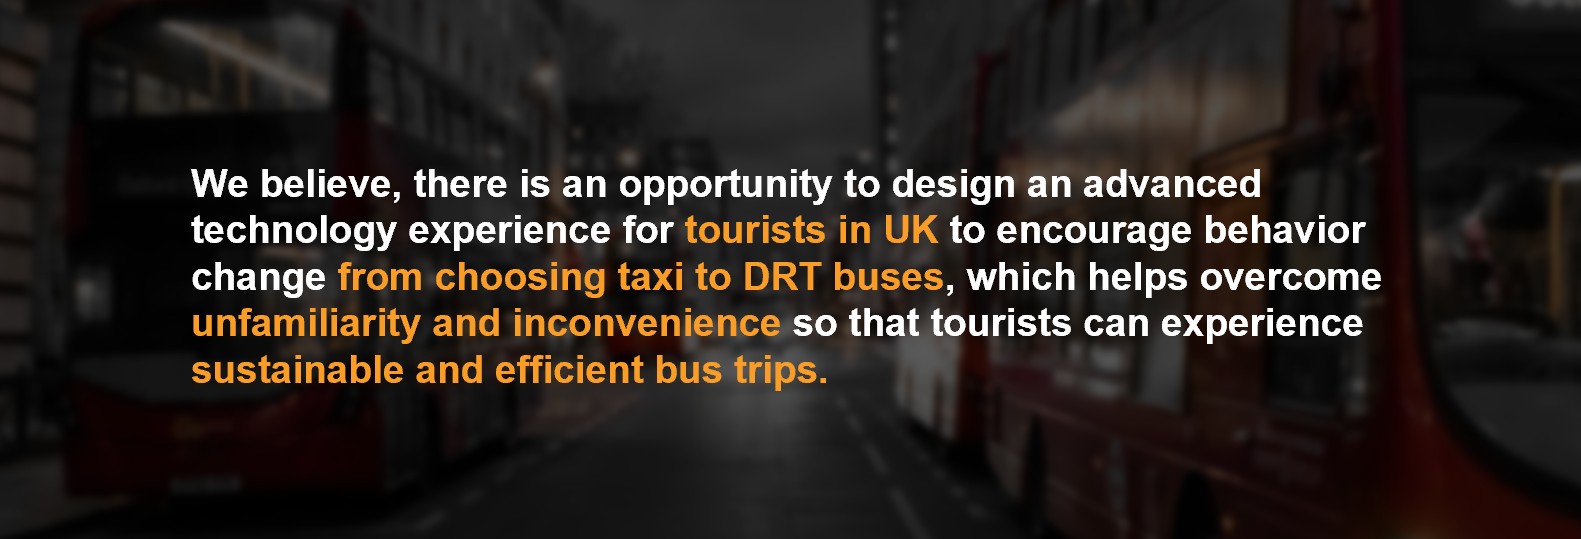 We believe, there is an opportunity to design an advanced
technology experience for tourists in UK to encourage behavior
change from choosing taxi to DRT buses, which helps overcome
unfamiliarity and inconvenience so that tourists can experience
sustainable and efficient bus trips.